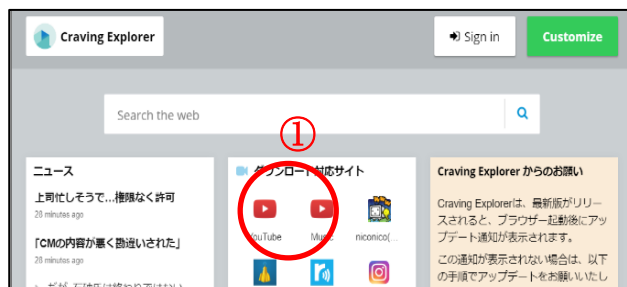 Craving Explorer
Sign in
Customize
Search the web
①
ニュース
上司忙しそうで...権限なく許可
28 minutes ago
「CMの内容が悪く勘違いされた」
28 minutes ago
ダウンロード対応サイト
YouTube
Music
niconico(...
Craving Explorer からのお願い
Craving Explorerは、最新版がリリー
スされると、ブラウザー起動後にアッ
プデート通知が表示されます。
この通知が表示されない場合は、以下
の手順でアップデートをお願いいたし